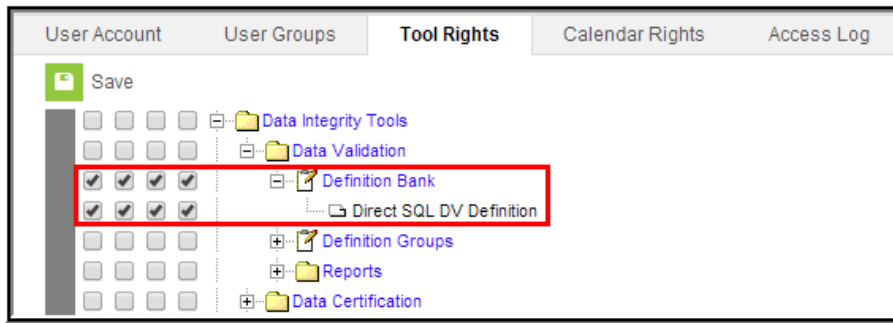 User Account User Groups Tool Rights Calendar Rights Access Log
Save
Data Integrity Tools
Data Validation
Definition Bank
Direct SQL DV Definition
Definition Groups
Reports
Data Certification